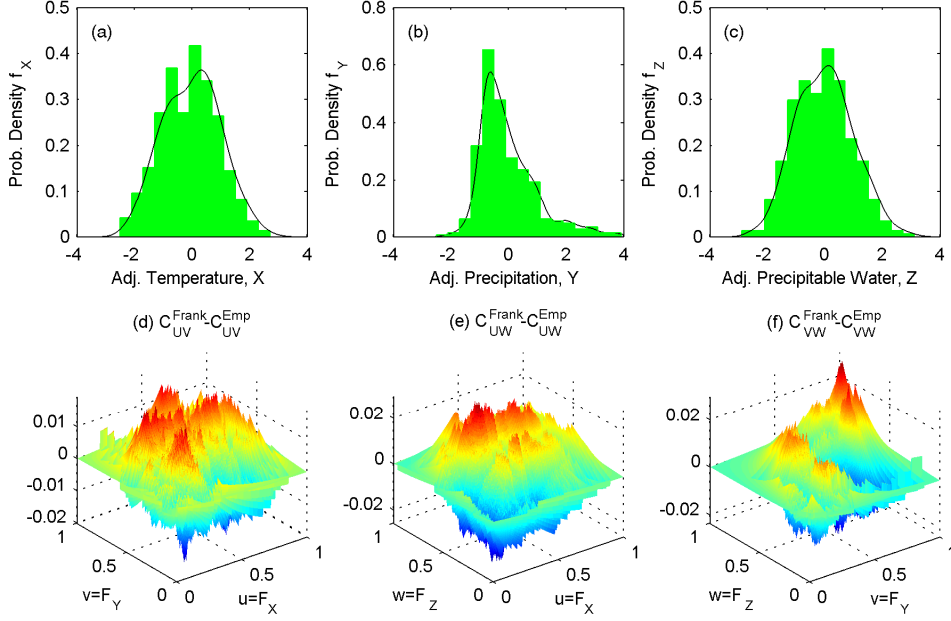 (a)
Prob. Density f_X
0.5
0.4
0.3
0.2
0.1
0
-4 -2 0 2 4
Adj. Temperature, X
(b)
Prob. Density f_Y
0.8
0.6
0.4
0.2
0
-4 -2 0 2 4
Adj. Precipitation, Y
(c)
Prob. Density f_Z
0.5
0.4
0.3
0.2
0.1
0
-4 -2 0 2 4
Adj. Precipitable Water, Z
(d) C_UV^Frank-C_UV^Emp
0.01
0
-0.01
-0.02
1
0.5
0
v=F_Y
0
0.5
1
u=F_X
(e) C_UW^Frank-C_UW^Emp
0.02
0
-0.02
1
0.5
0
w=F_Z
0
0.5
1
u=F_X
(f) C_VW^Frank-C_VW^Emp
0.02
0
-0.02
1
0.5
0
w=F_Z
0
0.5
1
v=F_Y